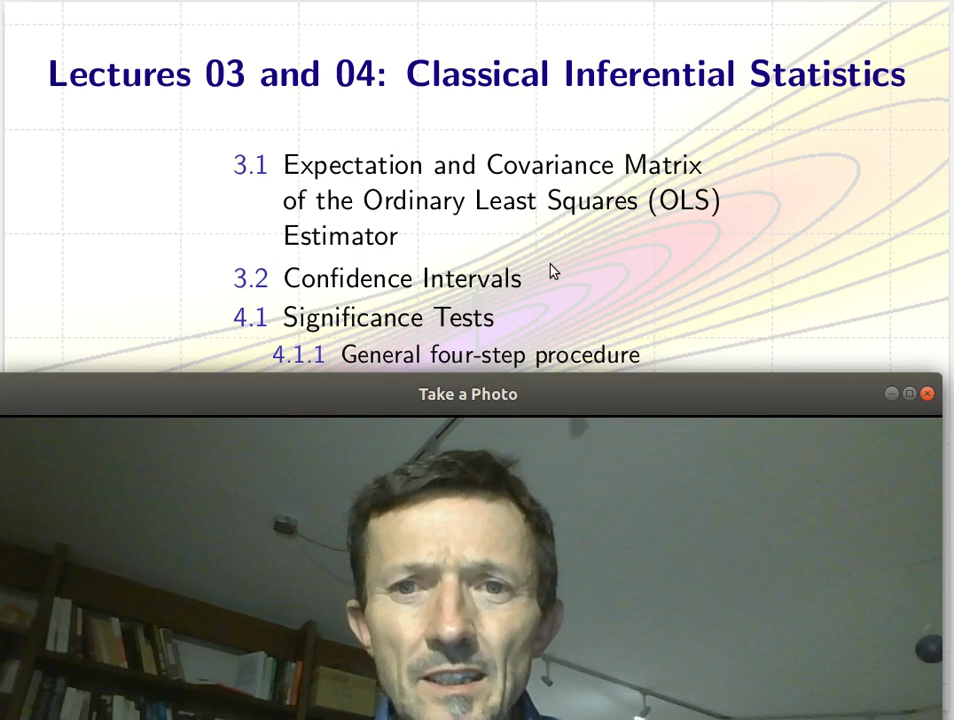 Lectures 03 and 04: Classical Inferential Statistics
3.1 Expectation and Covariance Matrix
of the Ordinary Least Squares (OLS)
Estimator
3.2 Confidence Intervals
4.1 Significance Tests
4.1.1 General four-step procedure
Take a Photo